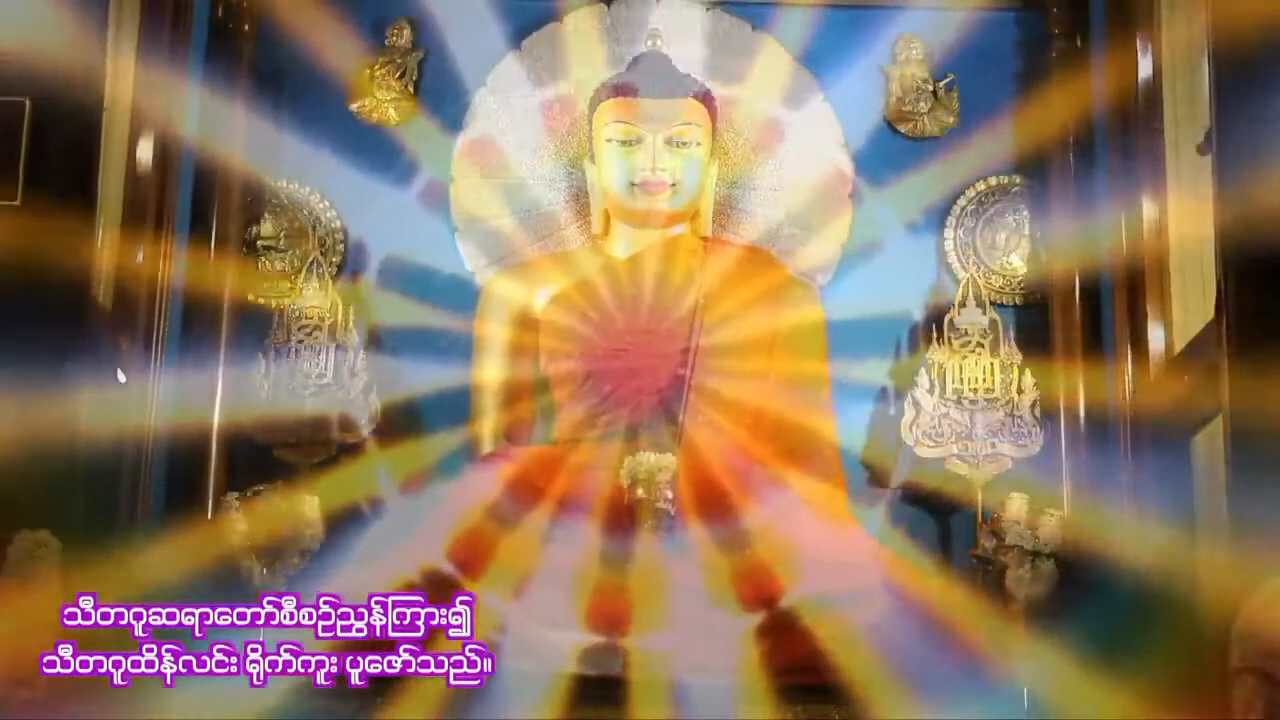 သီတဂူဆရာတော်စီစဉ်ညွှန်ကြား၍
သီတဂူထိန်လင်း ရိုက်ကူး ပူဇော်သည်။